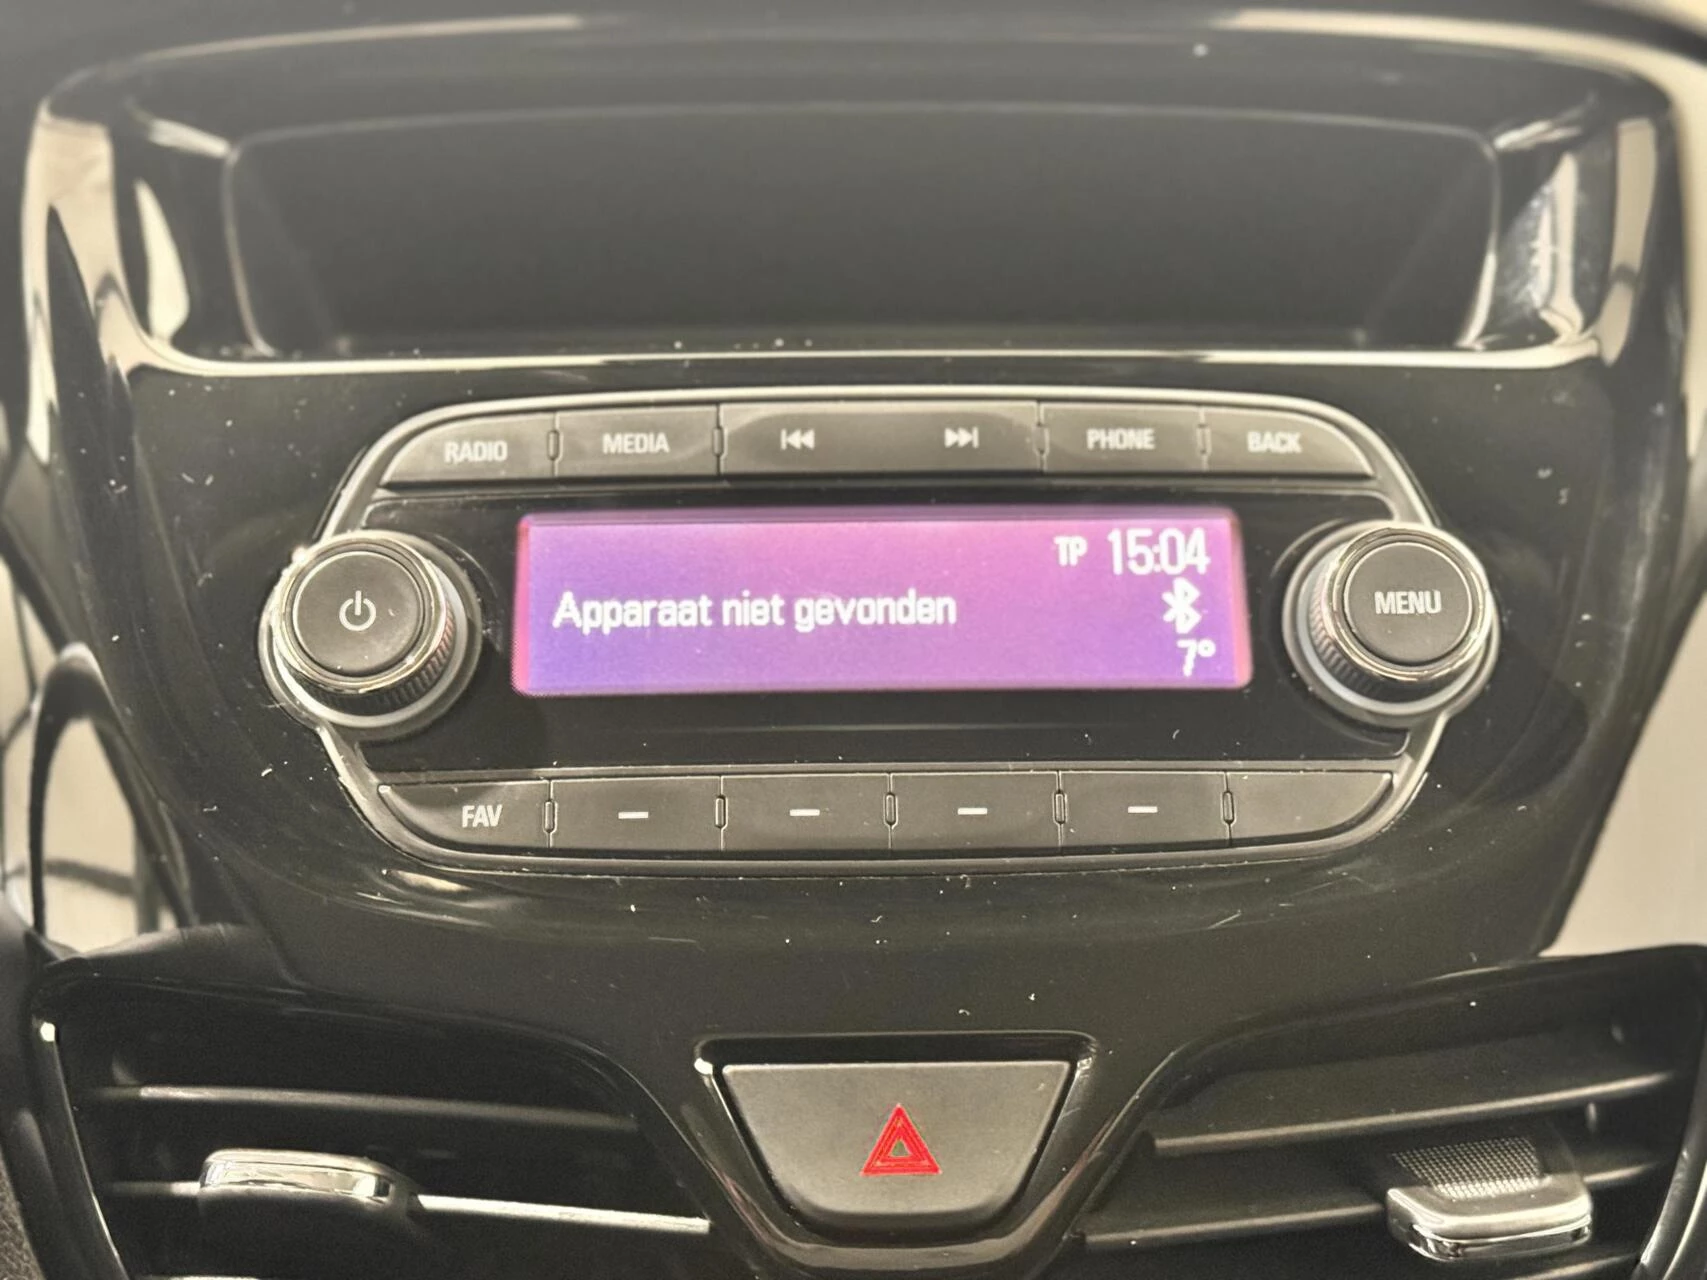 RADIO MEDIA PHONE BACK
TP 15:04
Apparaat niet gevonden
7°
MENU
FAV